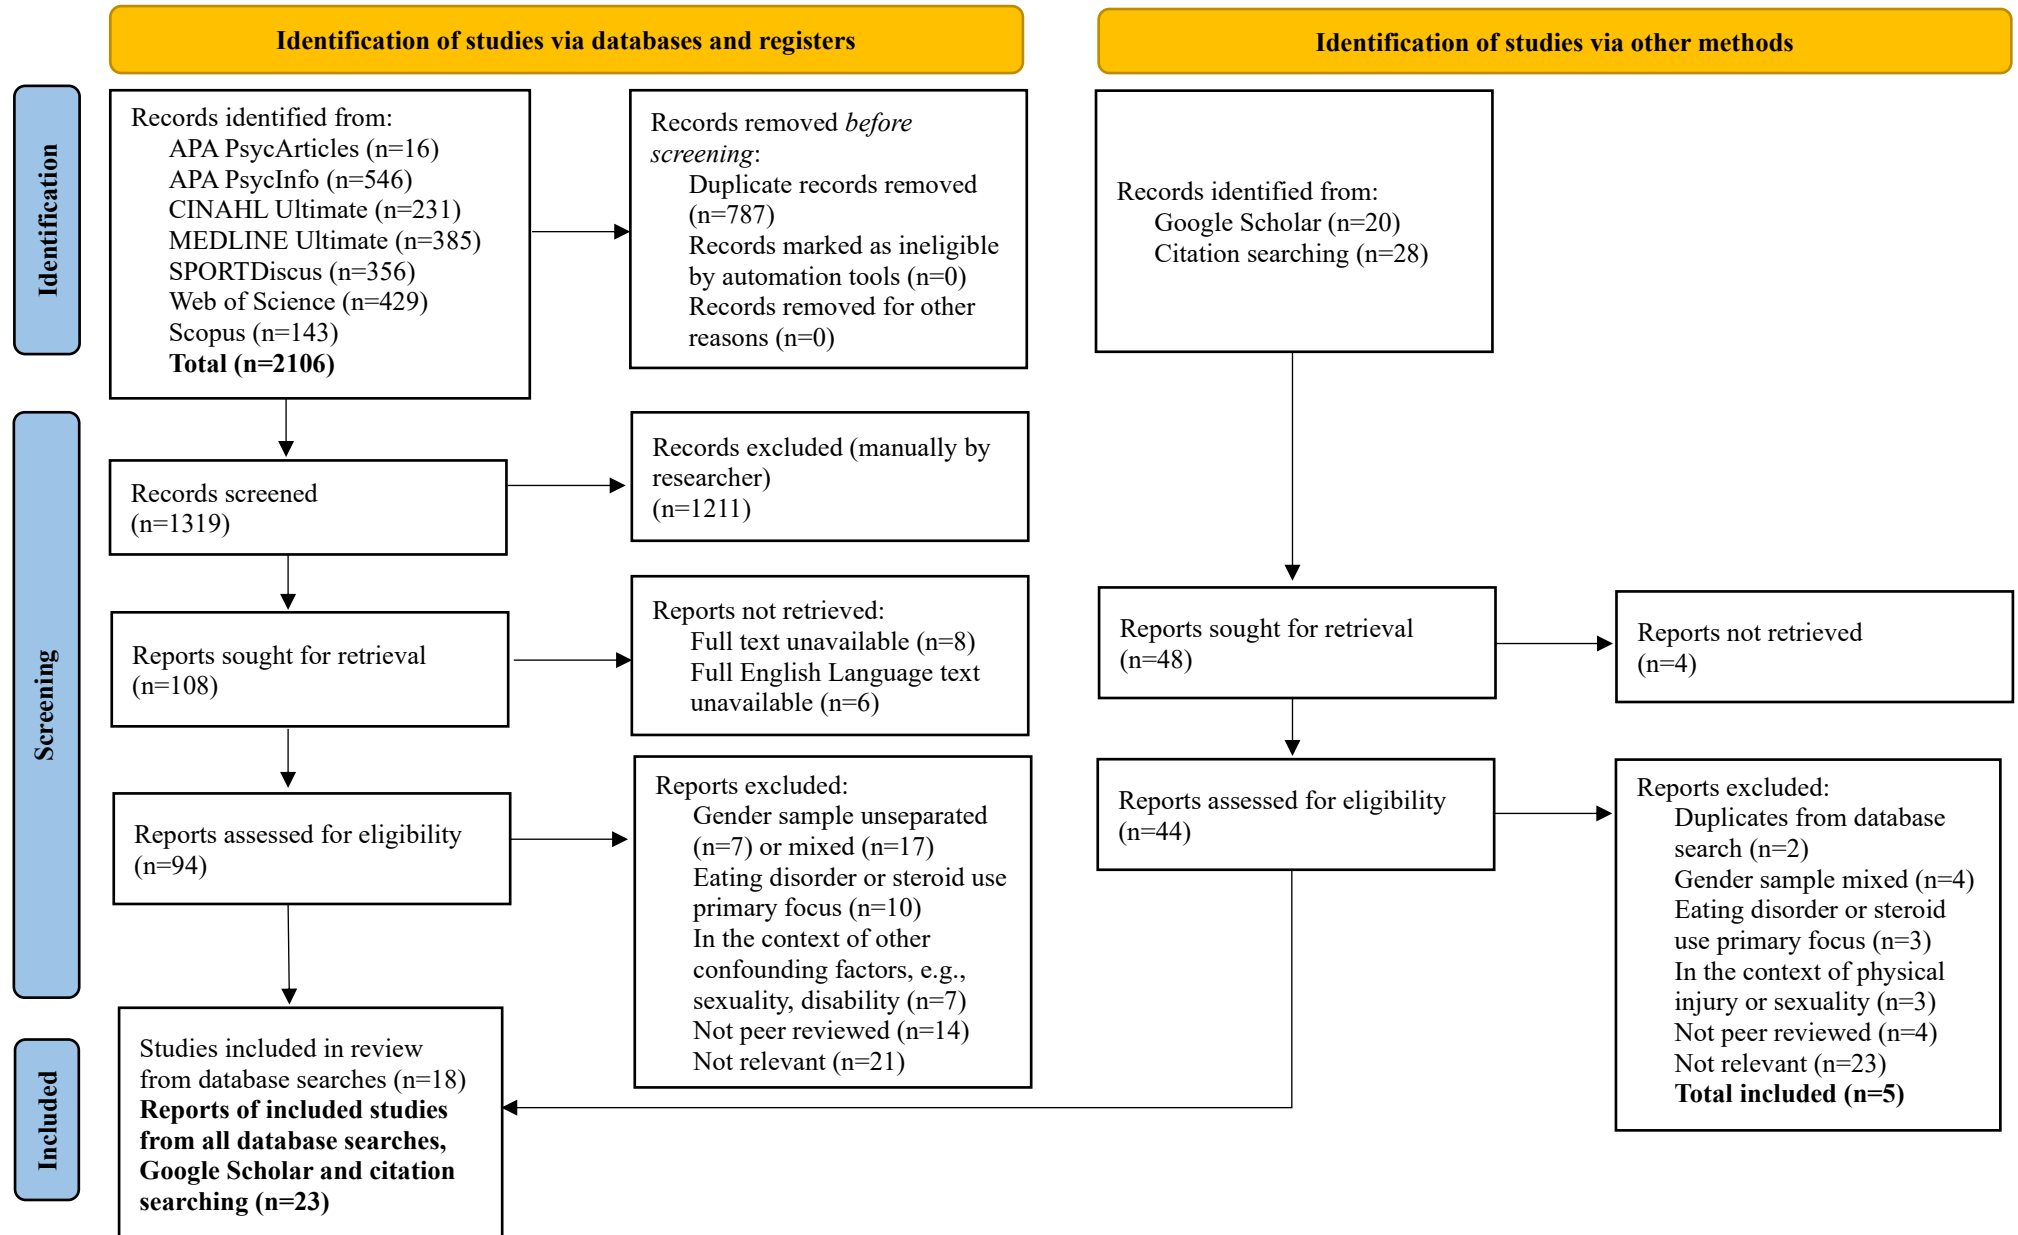 Identification of studies via databases and registers
Identification of studies via other methods
Identification
Records identified from:
APA PsycArticles (n=16)
APA PsycInfo (n=546)
CINAHL Ultimate (n=231)
MEDLINE Ultimate (n=385)
SPORTDiscus (n=356)
Web of Science (n=429)
Scopus (n=143)
Total (n=2106)
Records removed before
screening:
Duplicate records removed
(n=787)
Records marked as ineligible
by automation tools (n=0)
Records removed for other
reasons (n=0)
Records identified from:
Google Scholar (n=20)
Citation searching (n=28)
Screening
Records screened
(n=1319)
Records excluded (manually by
researcher)
(n=1211)
Reports sought for retrieval
(n=108)
Reports not retrieved:
Full text unavailable (n=8)
Full English Language text
unavailable (n=6)
Reports sought for retrieval
(n=48)
Reports not retrieved
(n=4)
Reports assessed for eligibility
(n=94)
Reports excluded:
Gender sample unseparated
(n=7) or mixed (n=17)
Eating disorder or steroid use
primary focus (n=10)
In the context of other
confounding factors, e.g.,
sexuality, disability (n=7)
Not peer reviewed (n=14)
Not relevant (n=21)
Reports assessed for eligibility
(n=44)
Reports excluded:
Duplicates from database
search (n=2)
Gender sample mixed (n=4)
Eating disorder or steroid
use primary focus (n=3)
In the context of physical
injury or sexuality (n=3)
Not peer reviewed (n=4)
Not relevant (n=23)
Total included (n=5)
Included
Studies included in review
from database searches (n=18)
Reports of included studies
from all database searches,
Google Scholar and citation
searching (n=23)